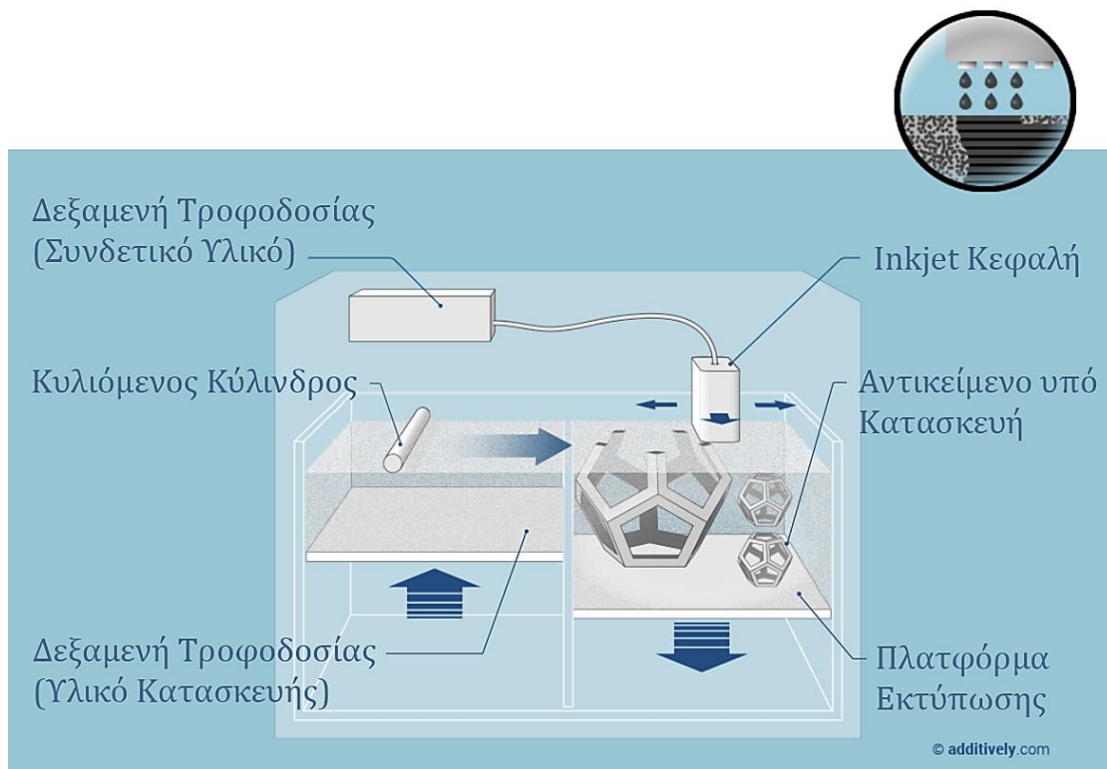 Δεξαμενή Τροφοδοσίας
(Συνδετικό Υλικό)
Inkjet Κεφαλή
Κυλιόμενος Κύλινδρος
Αντικείμενο υπό
Κατασκευή
Δεξαμενή Τροφοδοσίας
(Υλικό Κατασκευής)
Πλατφόρμα
Εκτύπωσης
© additively.com